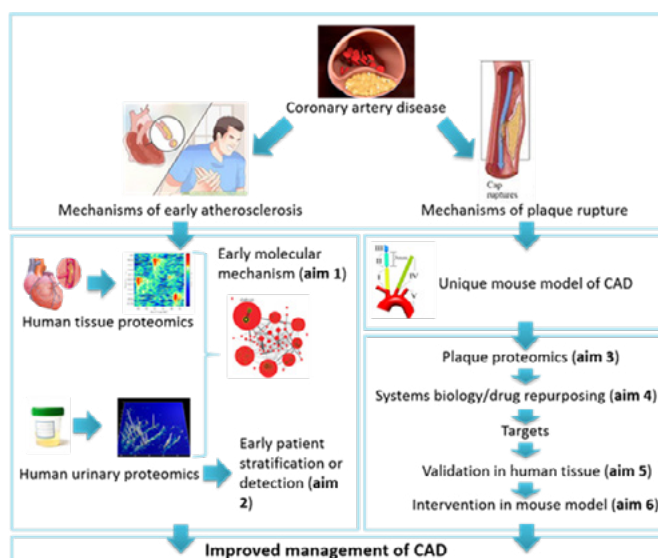 Coronary artery disease
Cap
ruptures
Mechanisms of early atherosclerosis
Mechanisms of plaque rupture
Early molecular
mechanism (aim 1)
Human tissue proteomics
Human urinary proteomics
Early patient
stratification or
detection (aim
2)
III
II
I
IV
V
Unique mouse model of CAD
Plaque proteomics (aim 3)
Systems biology/drug repurposing (aim 4)
Targets
Validation in human tissue (aim 5)
Intervention in mouse model (aim 6)
Improved management of CAD